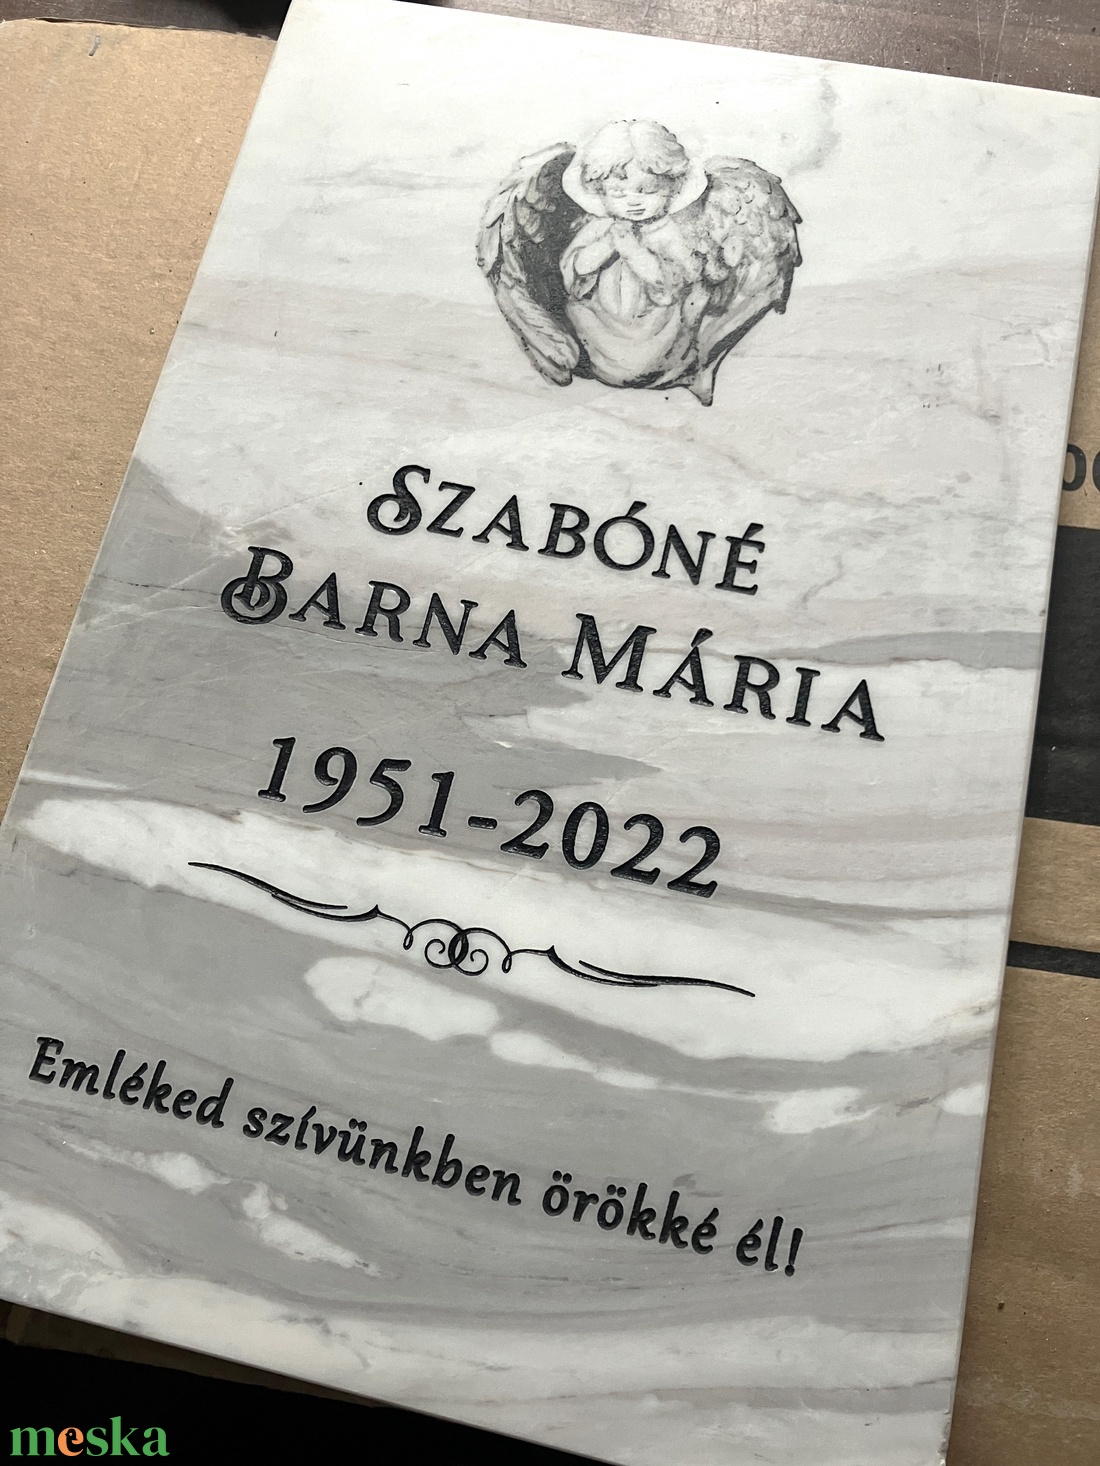 Szabóné
Barna Mária
1951-2022
Emléked szívünkben örökké él!
meska